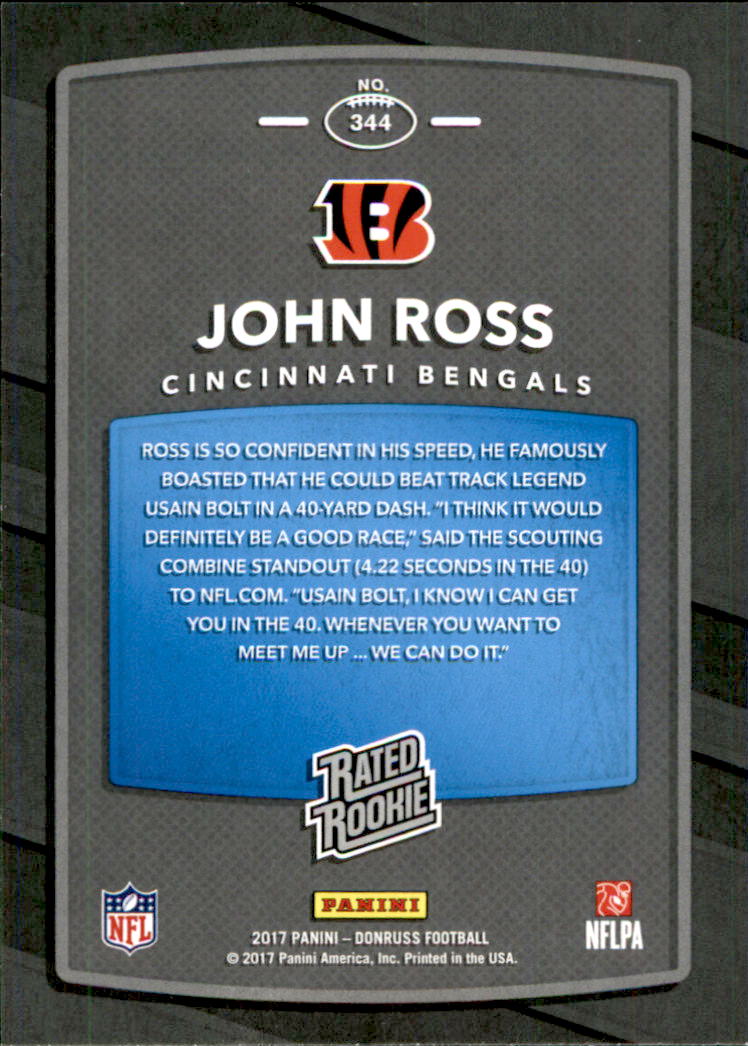 NO.
344
B
JOHN ROSS
CINCINNATI BENGALS
ROSS IS SO CONFIDENT IN HIS SPEED, HE FAMOUSLY
BOASTED THAT HE COULD BEAT TRACK LEGEND
USAIN BOLT IN A 40-YARD DASH. "I THINK IT WOULD
DEFINITELY BE A GOOD RACE," SAID THE SCOUTING
COMBINE STANDOUT (4.22 SECONDS IN THE 40)
TO NFL.COM. "USAIN BOLT, I KNOW I CAN GET
YOU IN THE 40. WHENEVER YOU WANT TO
MEET ME UP ... WE CAN DO IT."
RATED
ROOKIE
NFL
PANINI
NFLPA
2017 PANINI – DONRUSS FOOTBALL
© 2017 Panini America, Inc. Printed in the USA.